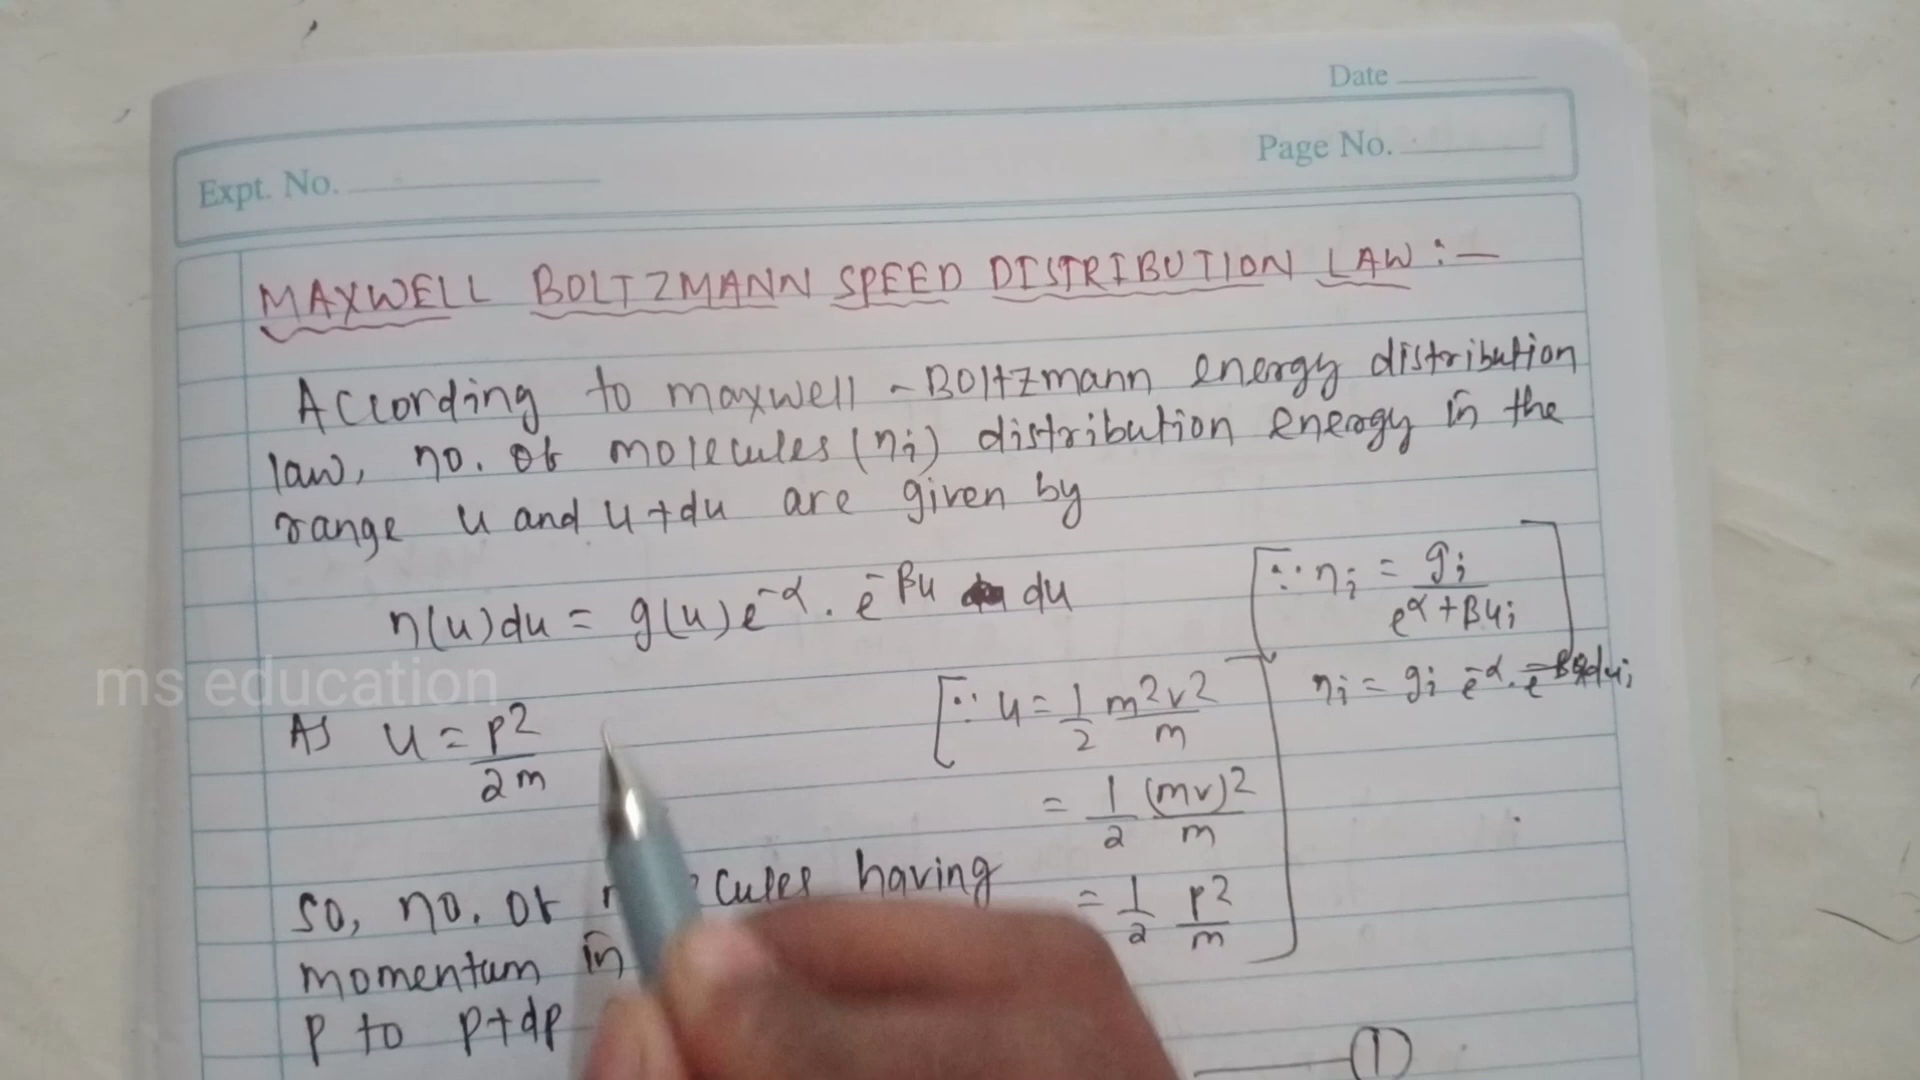 Date
Page No.
Expt. No.
MAXWELL BOLTZMANN SPEED DISTRIBUTION LAW :-
According to maxwell - Boltzmann energy distribution
law, no. of molecules (ni) distribution energy in the
range u and u+du are given by
η(u)du = g(u)e^-α . e^-βu du
[∵ ηi = gi / e^α+βui]
ηi = gi e^-α .
ms education
As u = p² / 2m
[∵ u = 1/2 m²v² / m
= 1/2 (mv)² / m
= 1/2 p² / m ]
so, no. of having
momentum in
p to p+dp
①